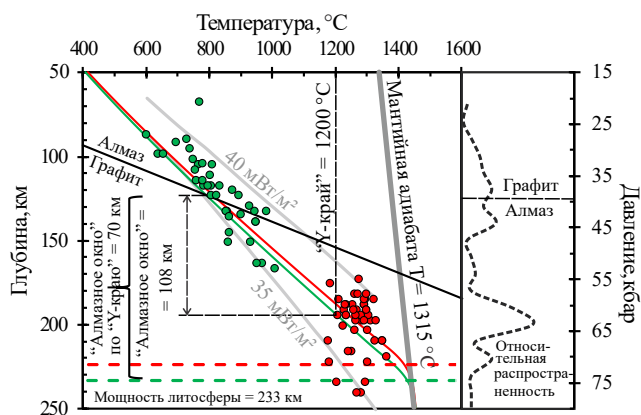 Температура, °C
400
600
800
1000
1200
1400
1600
50
100
150
200
250
Глубина, км
15
25
35
45
55
65
75
Давление, кбар
Алмаз
Графит
40 мВт/м²
35 мВт/м²
“Y-край” = 1200 °C
Мантийная адиабата T = 1315 °C
“Алмазное окно”
по “Y-краю” = 70 км
“Алмазное окно” =
= 108 км
Мощность литосферы = 233 км
Графит
Алмаз
Относи-
тельная
распростра-
ненность